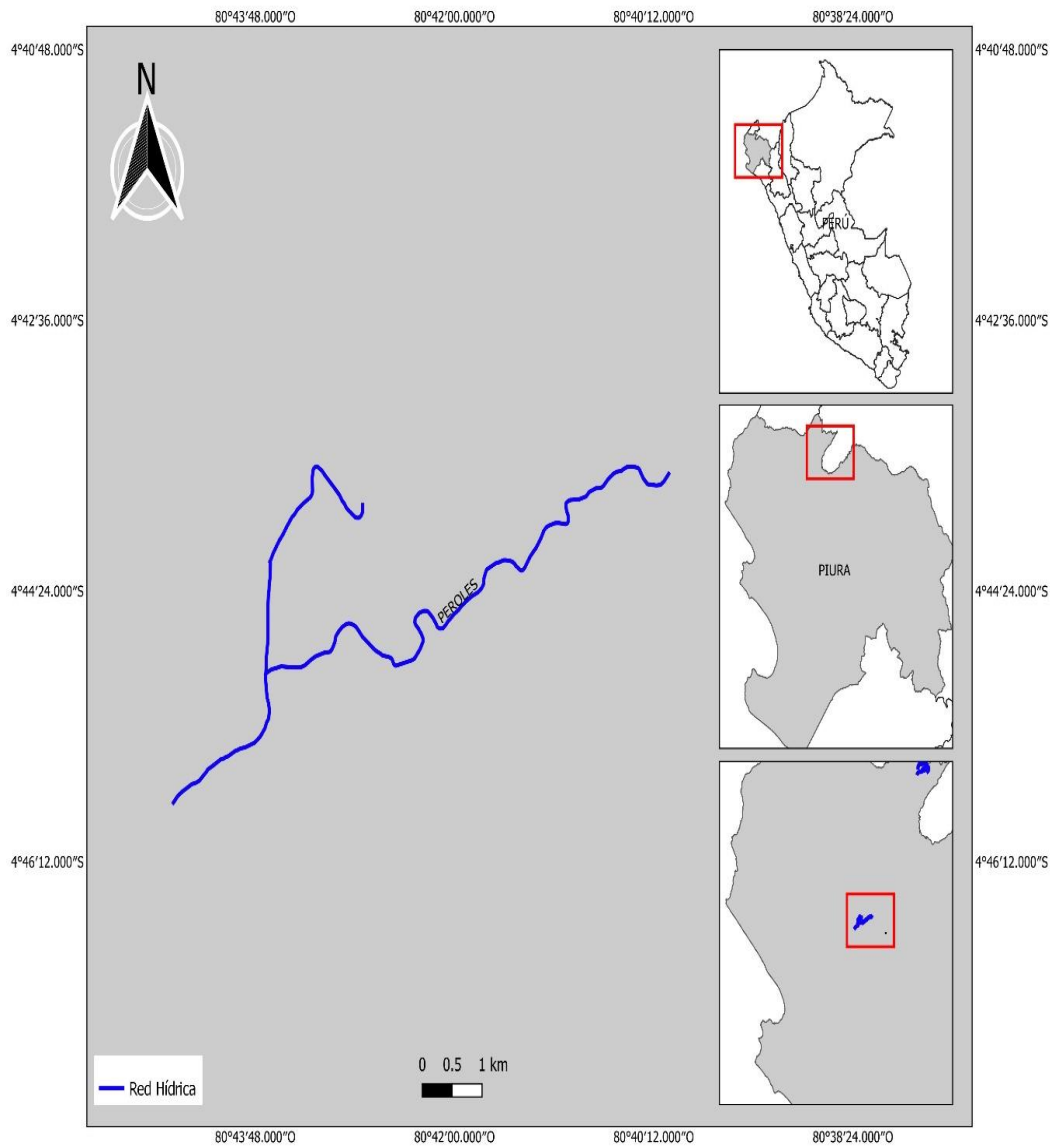 80°43'48.000"O 80°42'00.000"O 80°40'12.000"O 80°38'24.000"O
4°40'48.000"S 4°40'48.000"S
N
PERÚ
4°42'36.000"S 4°42'36.000"S
PIURA
4°44'24.000"S 4°44'24.000"S
PEROLES
4°46'12.000"S 4°46'12.000"S
0 0.5 1 km
Red Hídrica
80°43'48.000"O 80°42'00.000"O 80°40'12.000"O 80°38'24.000"O